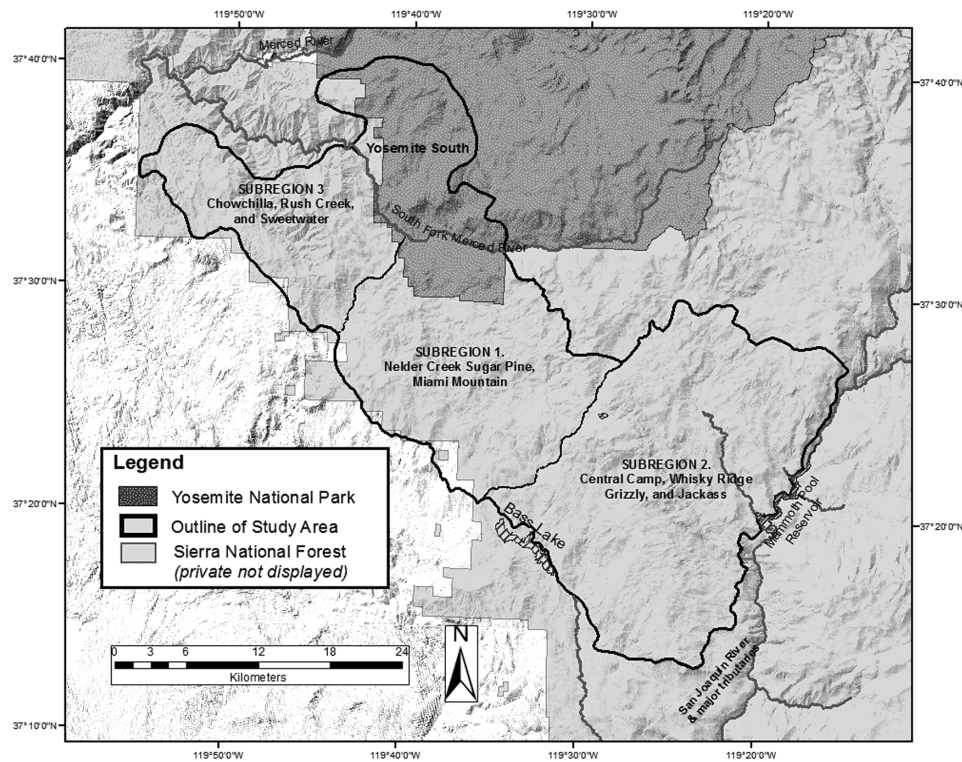 119°50'0"W
119°40'0"W
119°30'0"W
119°20'0"W
37°40'0"N
37°40'0"N
Merced River
Yosemite South
SUBREGION 3
Chowchilla, Rush Creek,
and Sweetwater
South Fork Merced River
37°30'0"N
37°30'0"N
SUBREGION 1.
Nelder Creek Sugar Pine,
Miami Mountain
SUBREGION 2.
Central Camp, Whisky Ridge
Grizzly, and Jackass
Legend
Yosemite National Park
Outline of Study Area
Sierra National Forest
(private not displayed)
37°20'0"N
37°20'0"N
Bass Lake
Mammoth Pool
Reservoir
N
0 3 6 12 18 24
Kilometers
San Joaquin River
& major tributaries
37°10'0"N
119°50'0"W
119°40'0"W
119°30'0"W
119°20'0"W